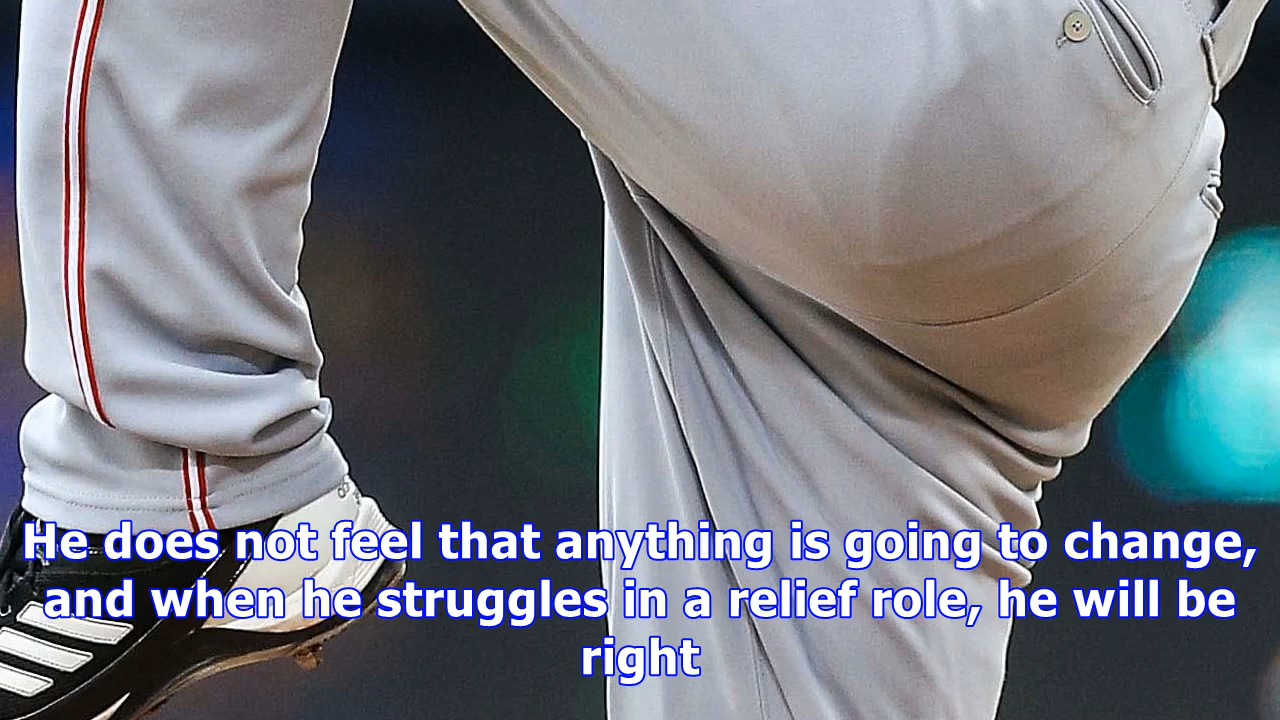 He does not feel that anything is going to change,
and when he struggles in a relief role, he will be
right